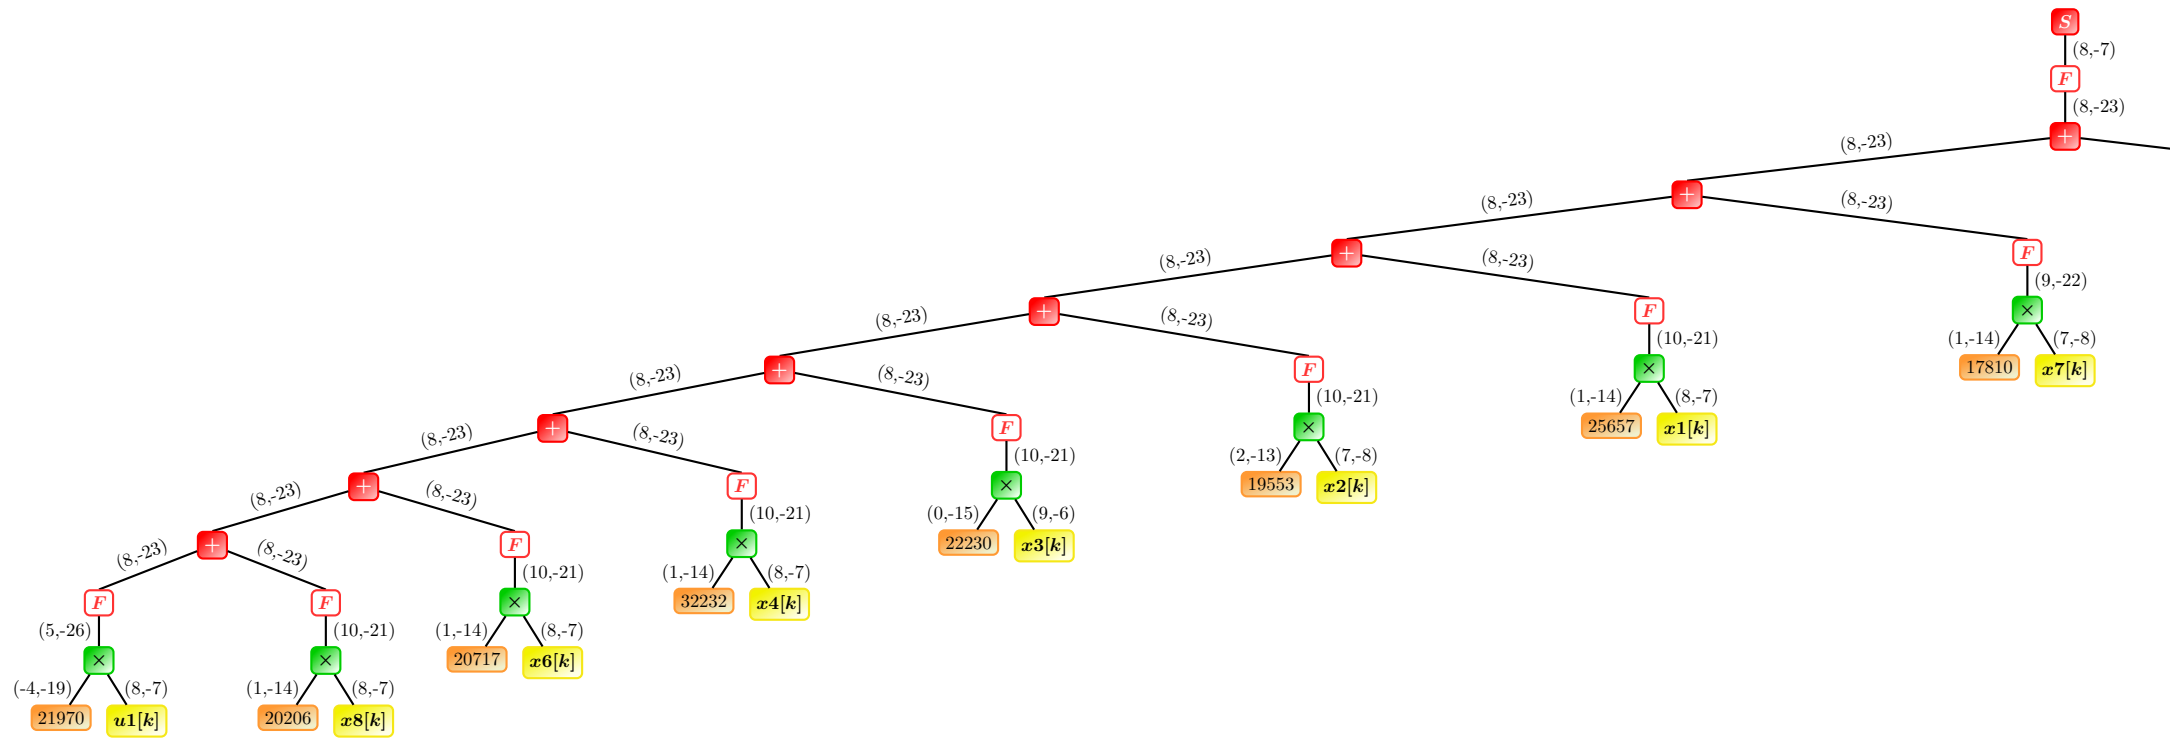 S
(8,-7)
F
(8,-23)
+
(8,-23)
+
(8,-23) (8,-23)
+ F
(8,-23) (8,-23) (9,-22)
+ F ×
(8,-23) (8,-23) (10,-21) (1,-14) (7,-8)
+ F × 17810 x7[k]
(8,-23) (8,-23) (10,-21) (1,-14) (8,-7)
+ F × 25657 x1[k]
(8,-23) (8,-23) (10,-21) (2,-13) (7,-8)
+ F × 19553 x2[k]
(8,-23) (8,-23) (10,-21) (0,-15) (9,-6)
+ F × 22230 x3[k]
(8,-23) (8,-23) (10,-21) (1,-14) (8,-7)
F F × 32232 x4[k]
(5,-26) (10,-21) (1,-14) (8,-7)
× × 20717 x6[k]
(-4,-19) (8,-7) (1,-14) (8,-7)
21970 u1[k] 20206 x8[k]